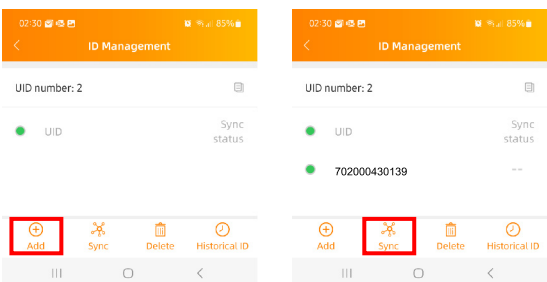 02:30 85%
ID Management
UID number: 2
UID Sync status
Add Sync Delete Historical ID
02:30 85%
ID Management
UID number: 2
UID Sync status
702000430139 --
Add Sync Delete Historical ID